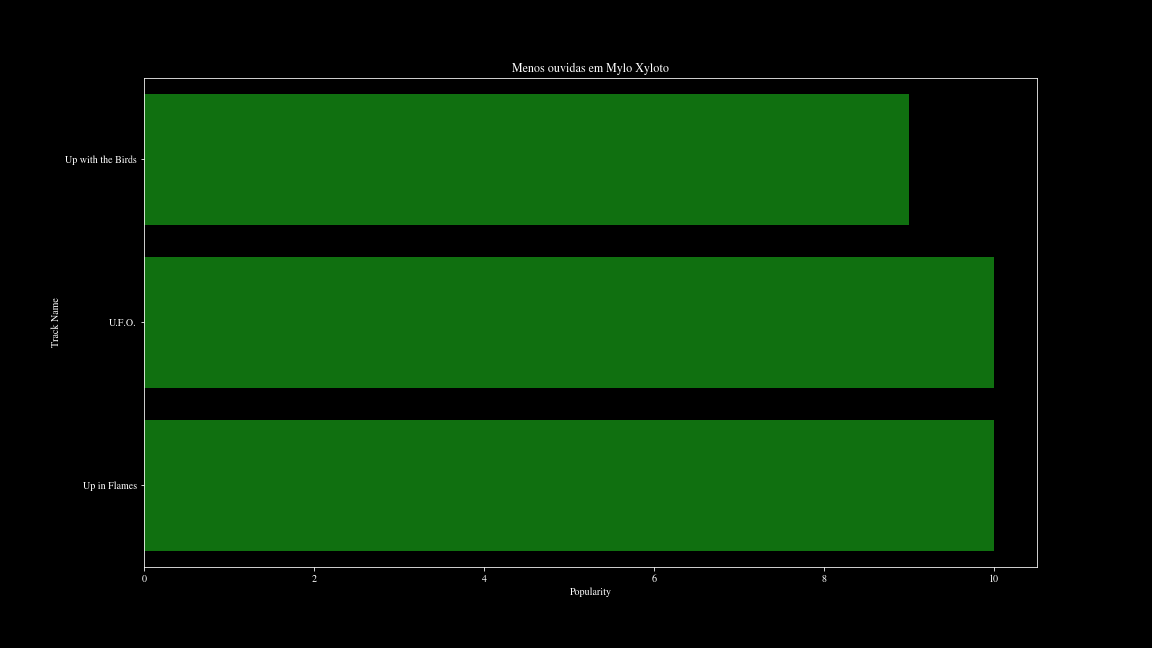 Menos ouvidas em Mylo Xyloto
Up with the Birds
U.F.O.
Up in Flames
Track Name
0 2 4 6 8 10
Popularity